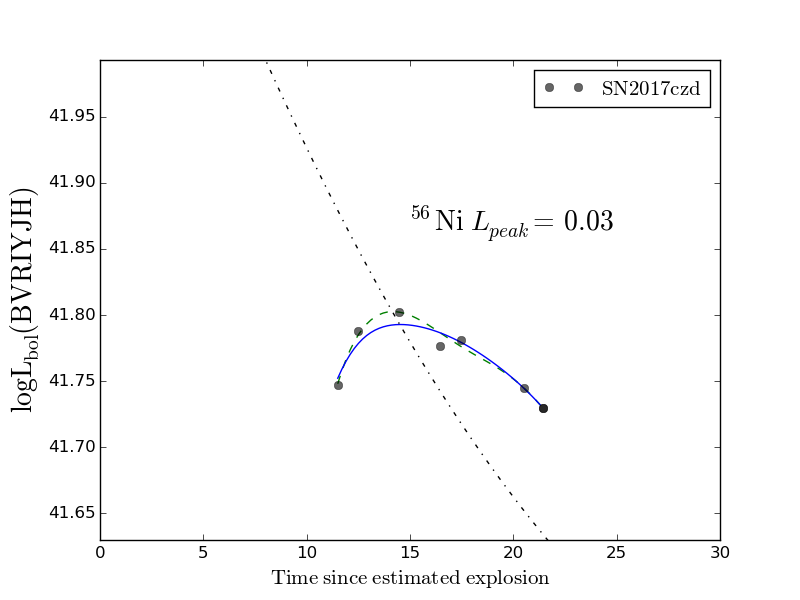 SN2017czd
41.95
41.90
⁵⁶Ni L_peak = 0.03
41.85
41.80
41.75
41.70
41.65
logL_bol(BVRIYJH)
0 5 10 15 20 25 30
Time since estimated explosion